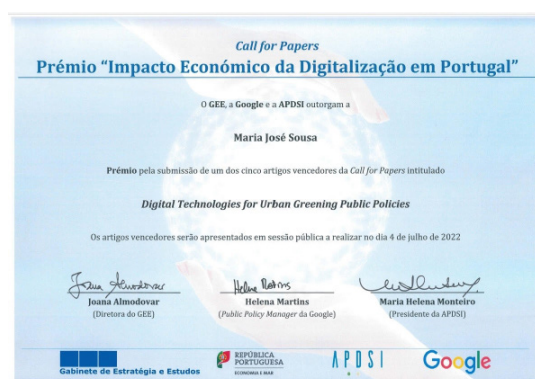 Call for Papers
Prémio “Impacto Económico da Digitalização em Portugal”
O GEE, a Google e a APDSI outorgam a
Maria José Sousa
Prémio pela submissão de um dos cinco artigos vencedores da Call for Papers intitulado
Digital Technologies for Urban Greening Public Policies
Os artigos vencedores serão apresentados em sessão pública a realizar no dia 4 de julho de 2022
Joana Almodovar
Helena Martins
Joana Almodovar
Helena Martins
Maria Helena Monteiro
(Diretora do GEE)
(Public Policy Manager da Google)
(Presidente da APDSI)
Gabinete de Estratégia e Estudos
REPÚBLICA
PORTUGUESA
ECONOMIA E MAR
APDSI
Google